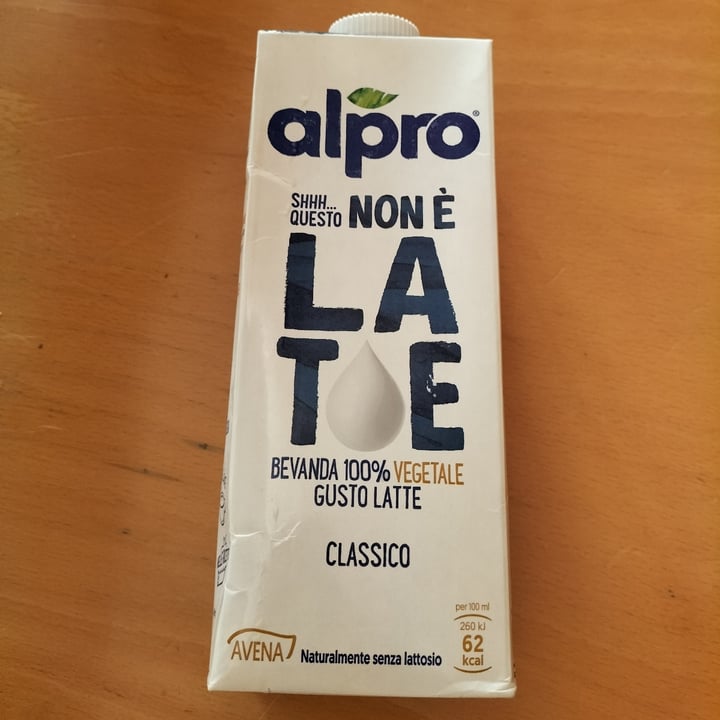 alpro®
SHHH...
QUESTO NON È
LA
TE
BEVANDA 100% VEGETALE
GUSTO LATTE
CLASSICO
per 100 ml
260 kJ
62
kcal
AVENA
Naturalmente senza lattosio